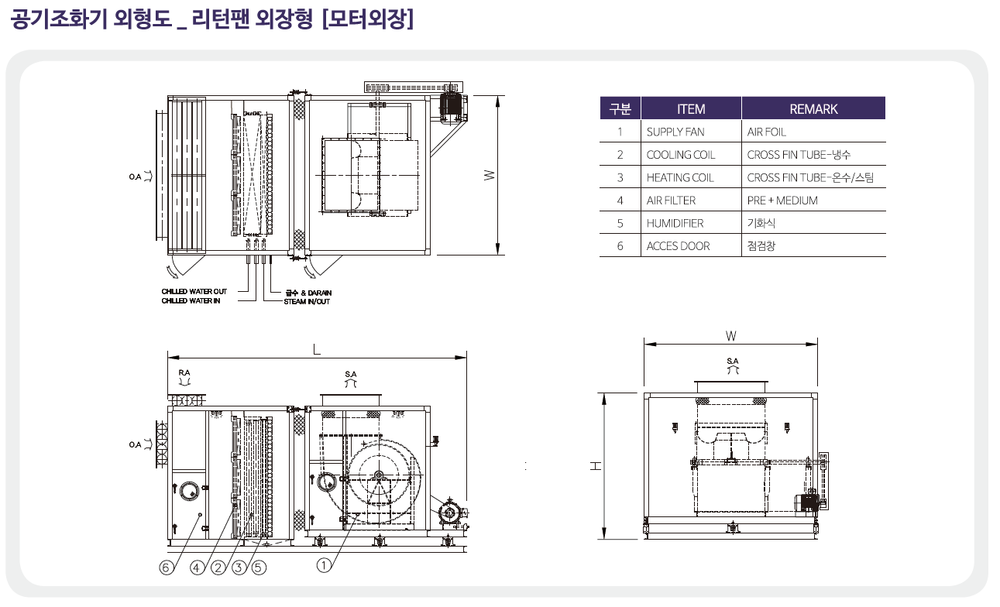 공기조화기 외형도 _ 리턴팬 외장형 [모터외장]
구분 ITEM REMARK
1 SUPPLY FAN AIR FOIL
2 COOLING COIL CROSS FIN TUBE-냉수
3 HEATING COIL CROSS FIN TUBE-온수/스팀
4 AIR FILTER PRE + MEDIUM
5 HUMIDIFIER 기화식
6 ACCES DOOR 점검창
O.A
W
CHILLED WATER OUT
CHILLED WATER IN
급수 & DARAIN
STEAM IN/OUT
L
R.A
S.A
O.A
6 4 2 3 5 1
W
S.A
H